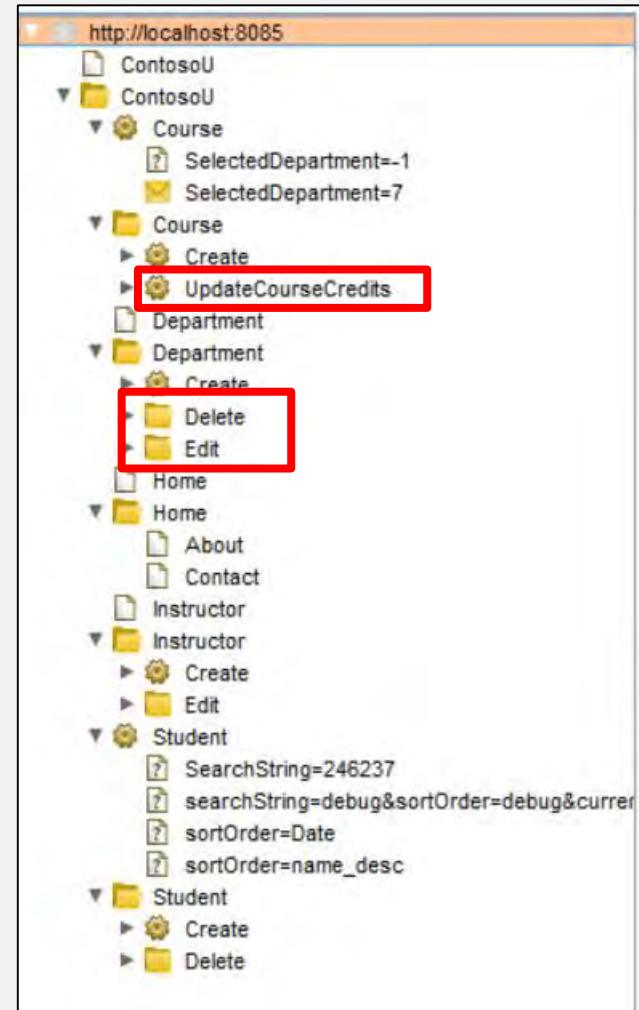 http://localhost:8085
ContosoU
ContosoU
Course
SelectedDepartment=-1
SelectedDepartment=7
Course
Create
UpdateCourseCredits
Department
Department
Create
Delete
Edit
Home
Home
About
Contact
Instructor
Instructor
Create
Edit
Student
SearchString=246237
searchString=debug&sortOrder=debug&curren
sortOrder=Date
sortOrder=name_desc
Student
Create
Delete